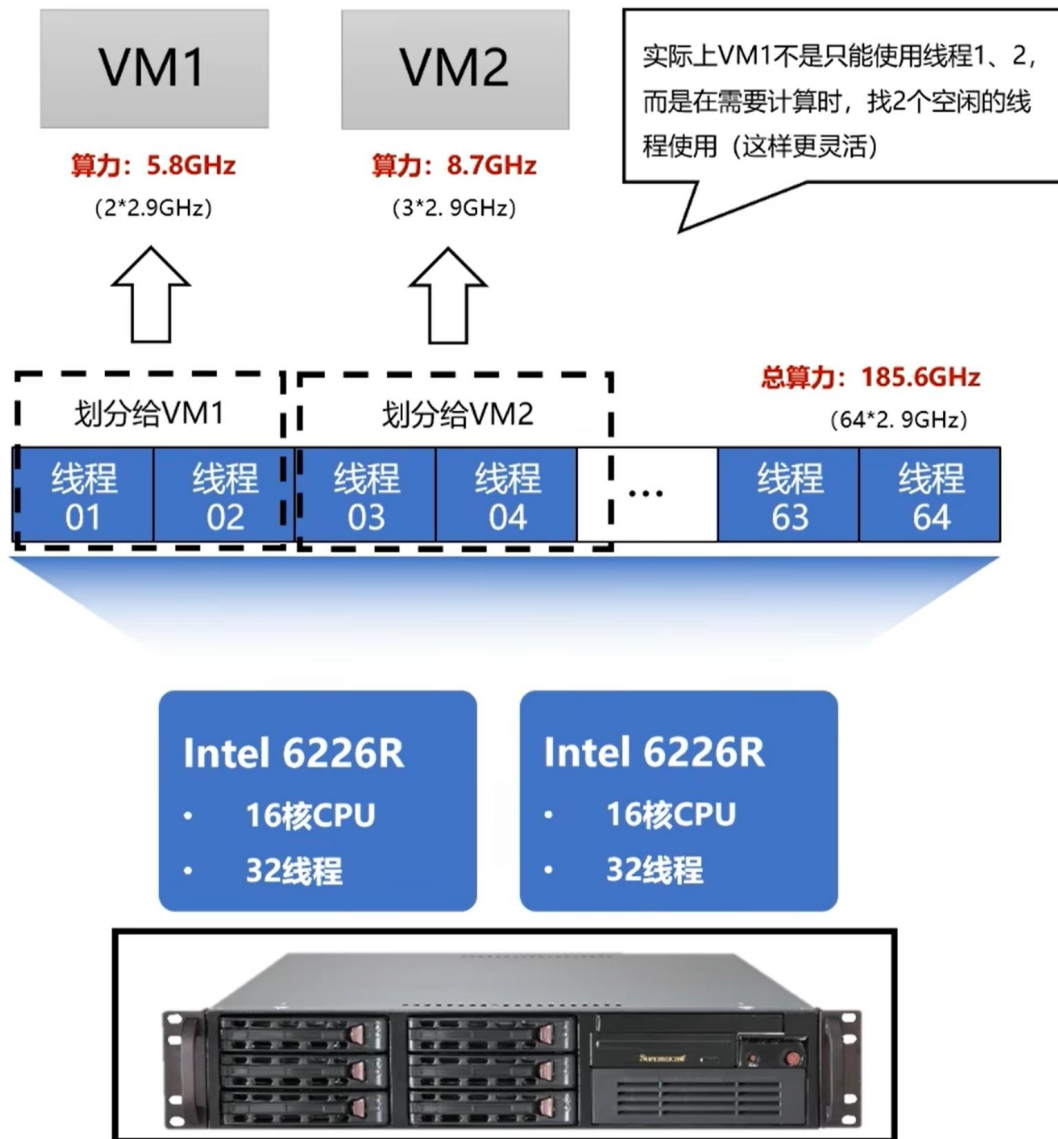 VM1
VM2
实际上VM1不是只能使用线程1、2,
而是在需要计算时，找2个空闲的线
程使用（这样更灵活）
算力：5.8GHz
算力：8.7GHz
（2*2.9GHz）
（3*2. 9GHz）
总算力：185.6GHz
（64*2. 9GHz）
划分给VM1
划分给VM2
线程
01
线程
02
线程
03
线程
04
...
线程
63
线程
64
Intel 6226R
• 16核CPU
• 32线程
Intel 6226R
• 16核CPU
• 32线程
SUPERMICRO